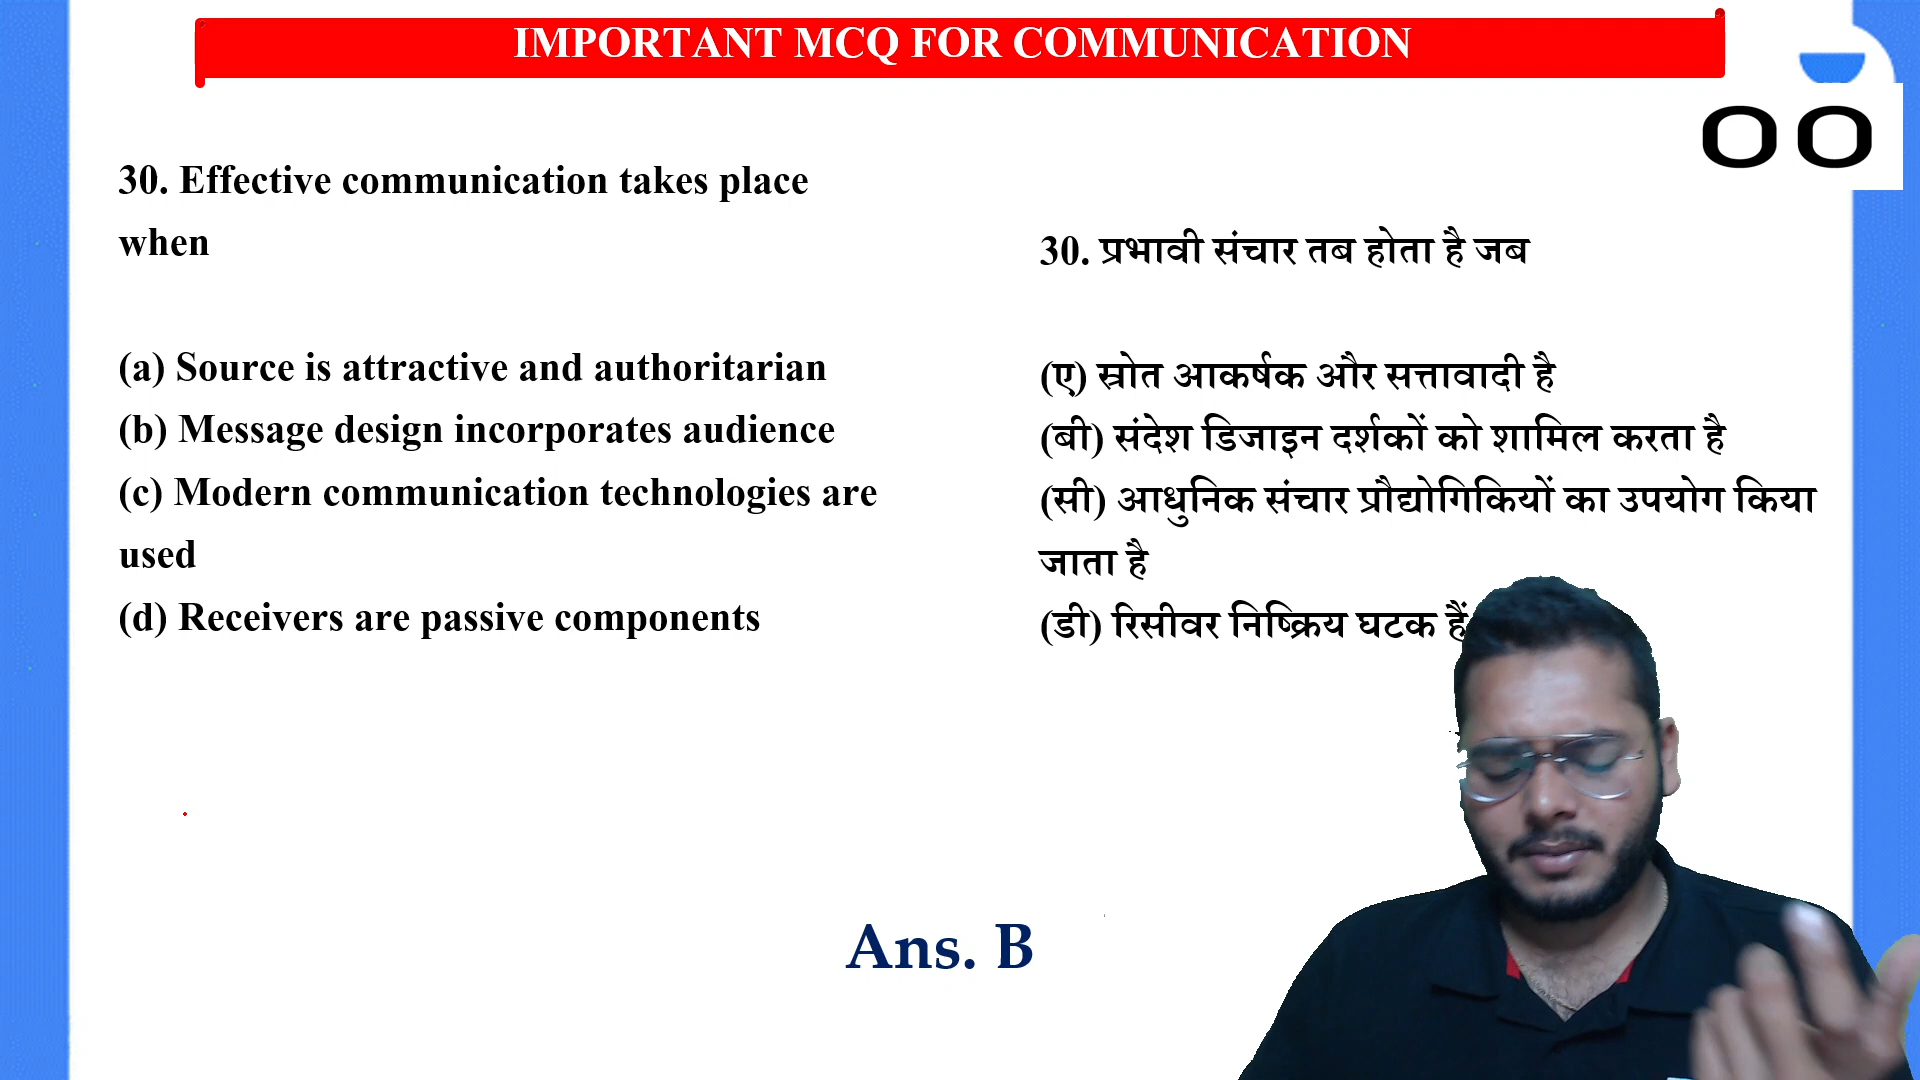 IMPORTANT MCQ FOR COMMUNICATION
30. Effective communication takes place
when
(a) Source is attractive and authoritarian
(b) Message design incorporates audience
(c) Modern communication technologies are
used
(d) Receivers are passive components
30. प्रभावी संचार तब होता है जब
(ए) स्रोत आकर्षक और सत्तावादी है
(बी) संदेश डिजाइन दर्शकों को शामिल करता है
(सी) आधुनिक संचार प्रौद्योगिकियों का उपयोग किया
जाता है
(डी) रिसीवर निष्क्रिय घटक हैं
Ans. B